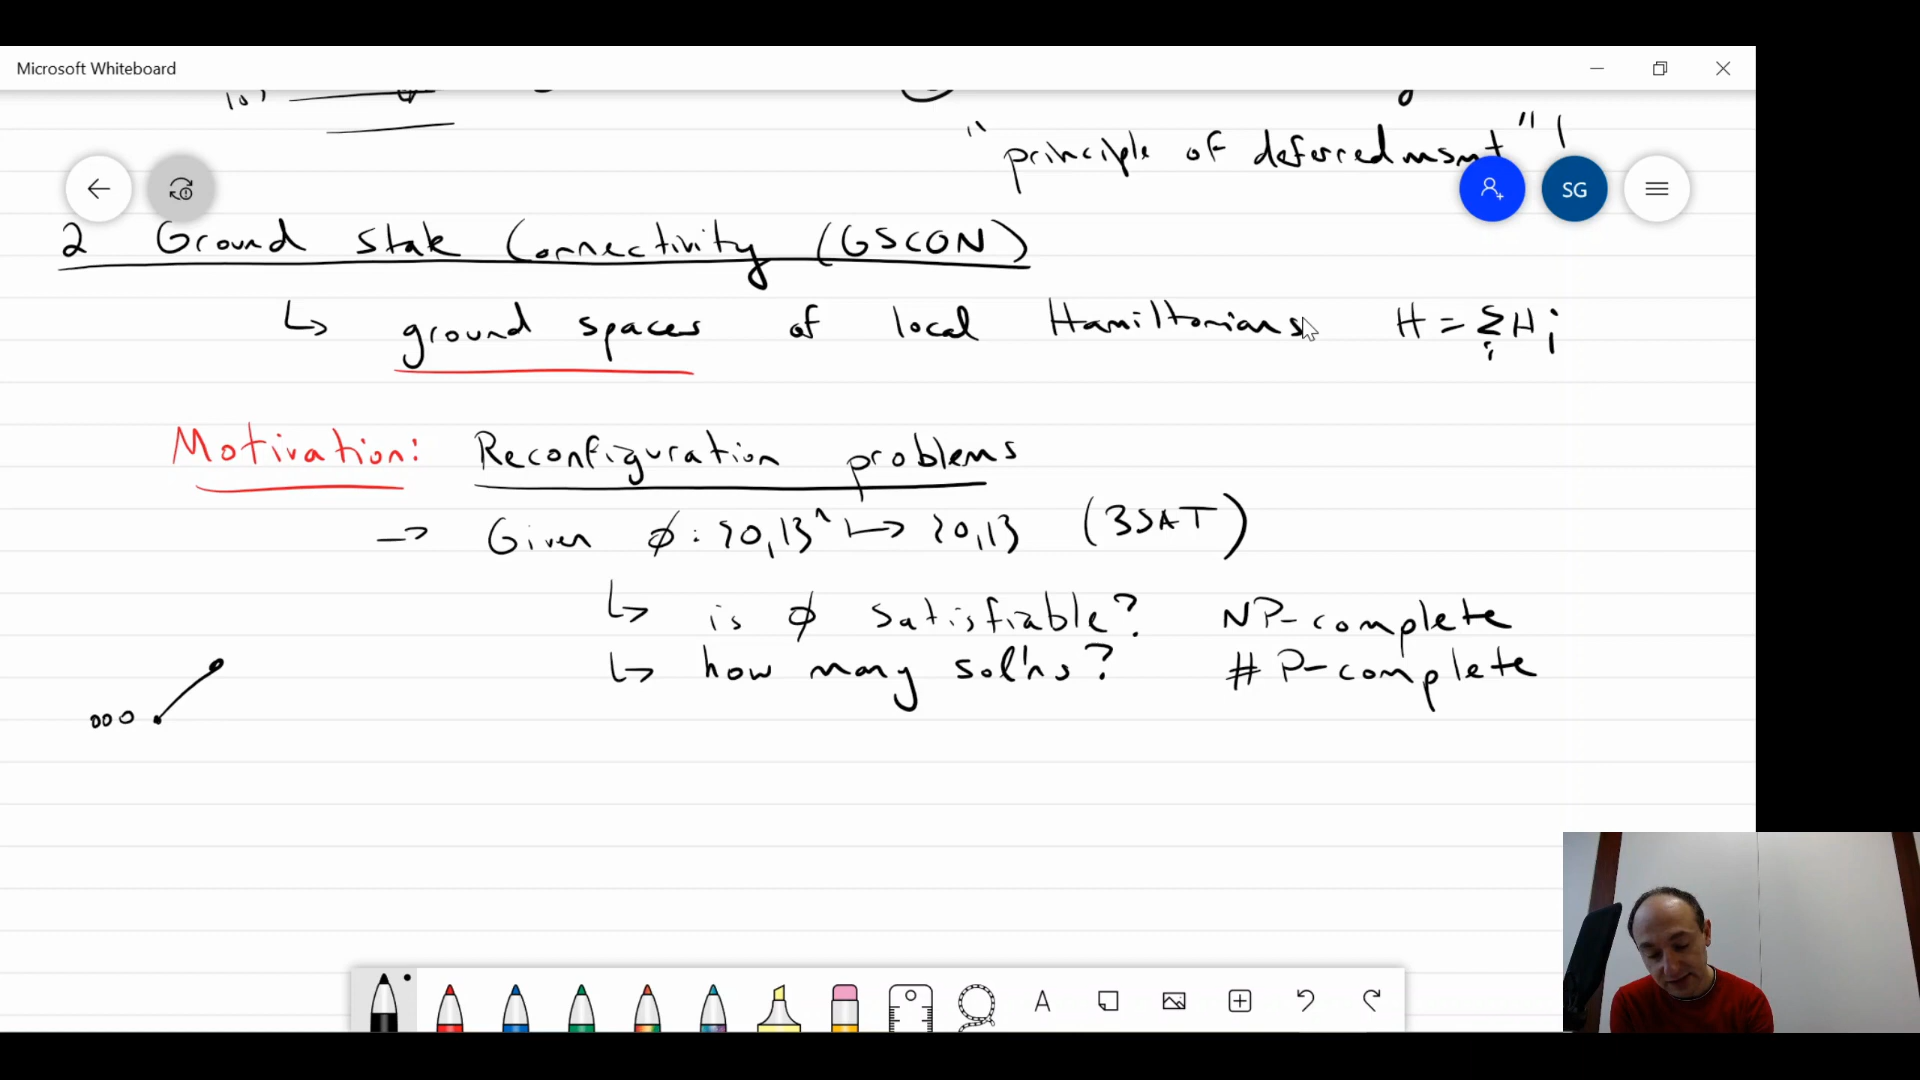 Microsoft Whiteboard
"principle of deferred msmt" !
SG
2 Ground State Connectivity (GSCON)
↳ ground spaces of local Hamiltonians H = Σ_i H_i
Motivation: Reconfiguration problems
→ Given ϕ : {0,1}^n ↦ {0,1} (3SAT)
↳ is ϕ satisfiable? NP-complete
↳ how many sol'ns? #P-complete
000
A